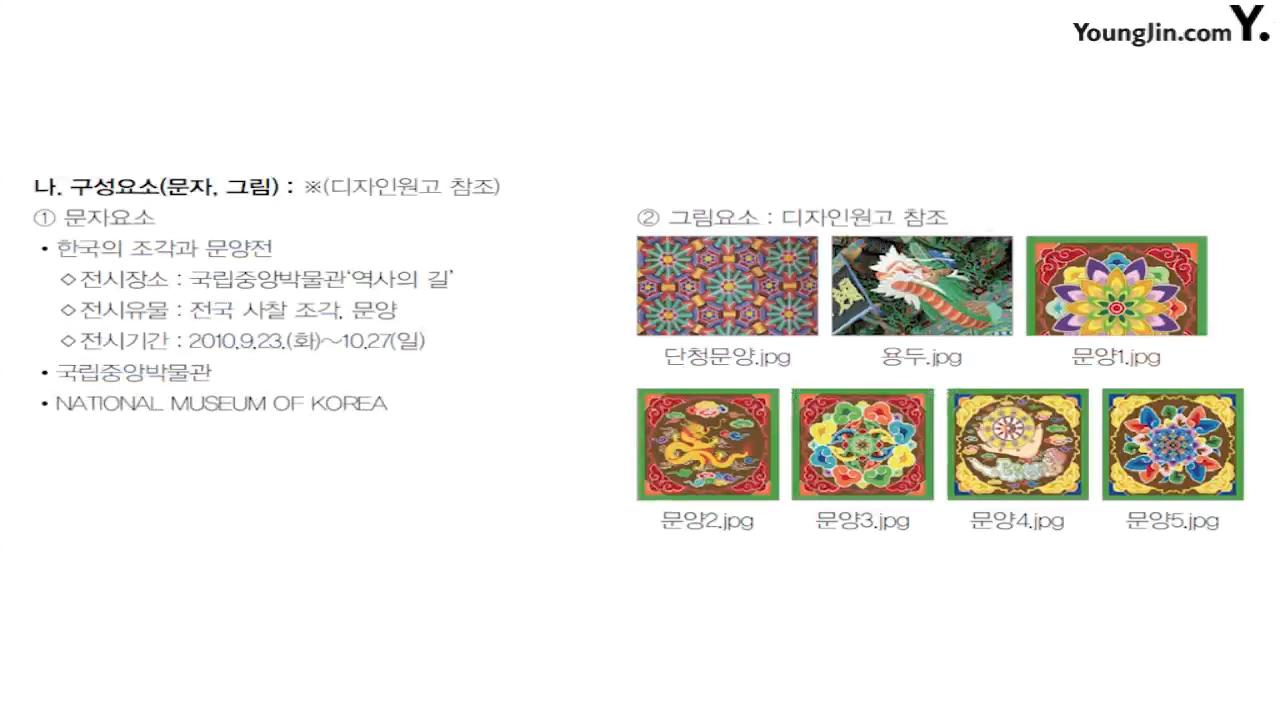 YoungJin.com Y.
나. 구성요소(문자, 그림) : ※(디자인원고 참조)
① 문자요소
• 한국의 조각과 문양전
◇전시장소 : 국립중앙박물관‘역사의 길’
◇전시유물 : 전국 사찰 조각, 문양
◇전시기간 : 2010.9.23.(화)~10.27(일)
• 국립중앙박물관
• NATIONAL MUSEUM OF KOREA
② 그림요소 : 디자인원고 참조
단청문양.jpg
용두.jpg
문양1.jpg
문양2.jpg
문양3.jpg
문양4.jpg
문양5.jpg